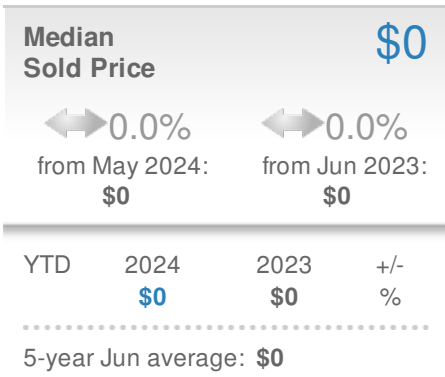 Median $0
Sold Price
0.0% 0.0%
from May 2024: from Jun 2023:
$0 $0
YTD 2024 2023 +/-
$0 $0 %
5-year Jun average: $0